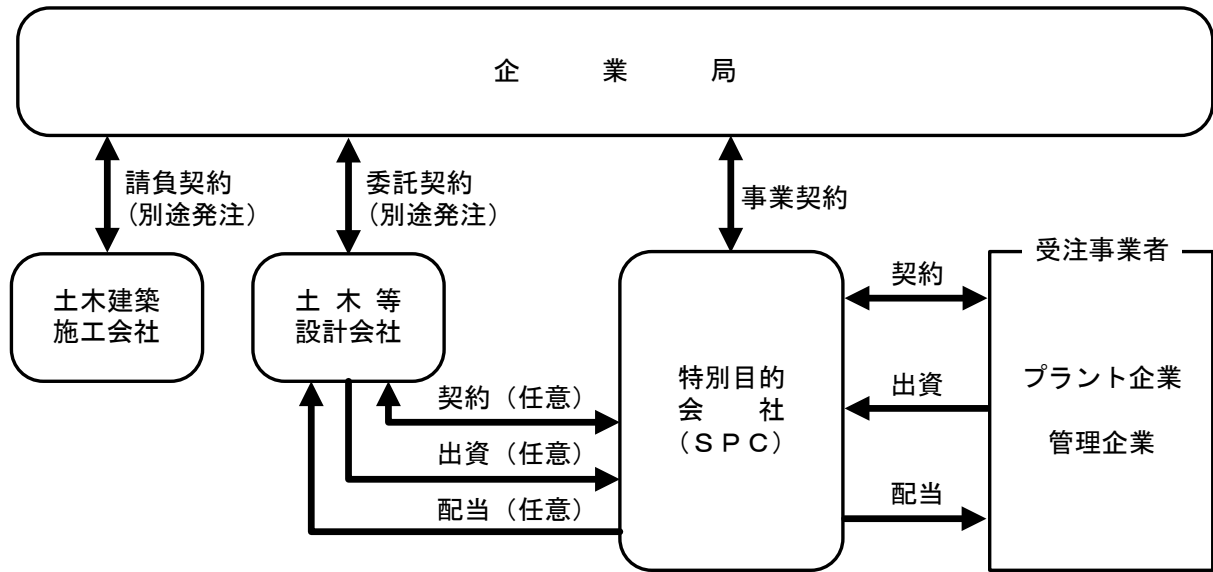 企業局
請負契約
（別途発注）
委託契約
（別途発注）
事業契約
土木建築
施工会社
土木等
設計会社
特別目的
会社
（ＳＰＣ）
受注事業者
プラント企業
管理企業
契約
出資
配当
契約（任意）
出資（任意）
配当（任意）